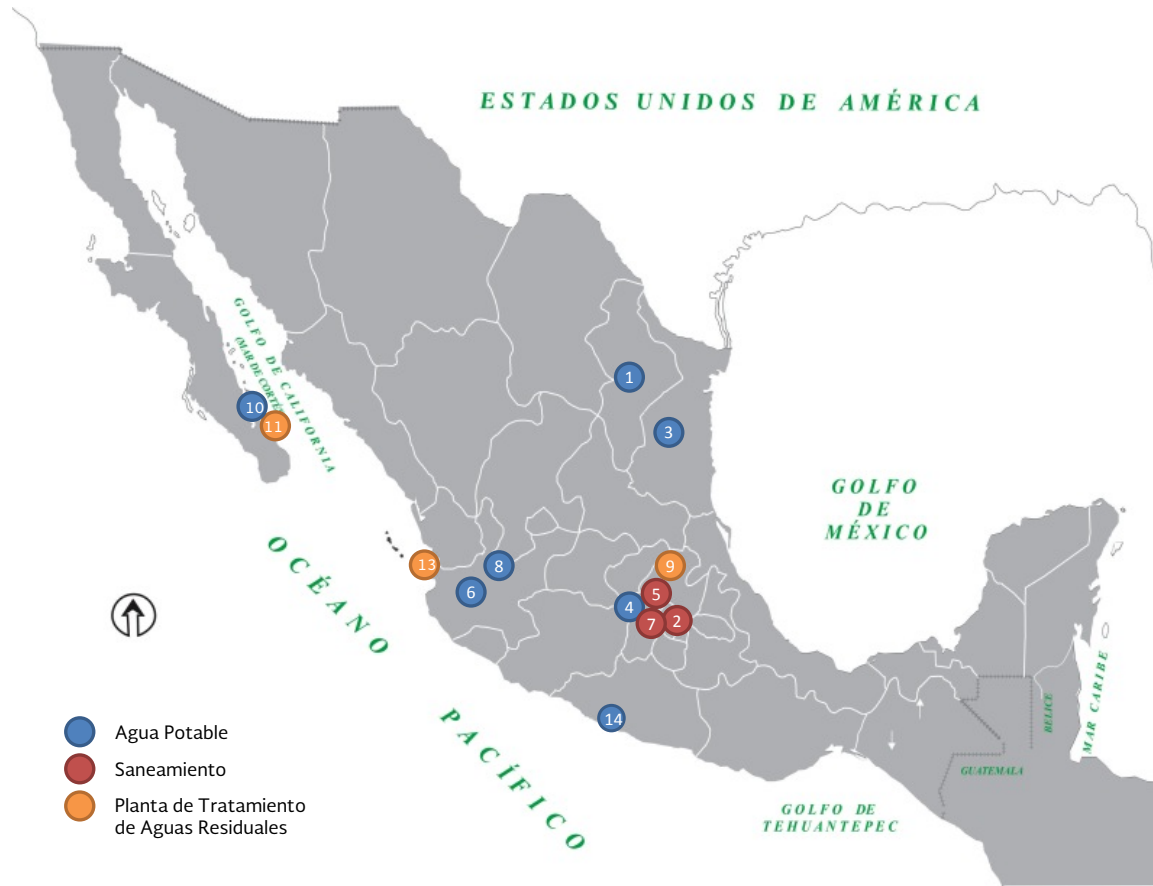 ESTADOS UNIDOS DE AMÉRICA
GOLFO DE CALIFORNIA
(MAR DE CORTÉS)
1
10
11
3
GOLFO
DE
MÉXICO
OCÉANO
13
8
9
6
5
4
7
2
MAR CARIBE
BELICE
14
PACÍFICO
GUATEMALA
Agua Potable
Saneamiento
Planta de Tratamiento
de Aguas Residuales
GOLFO DE
TEHUANTEPEC